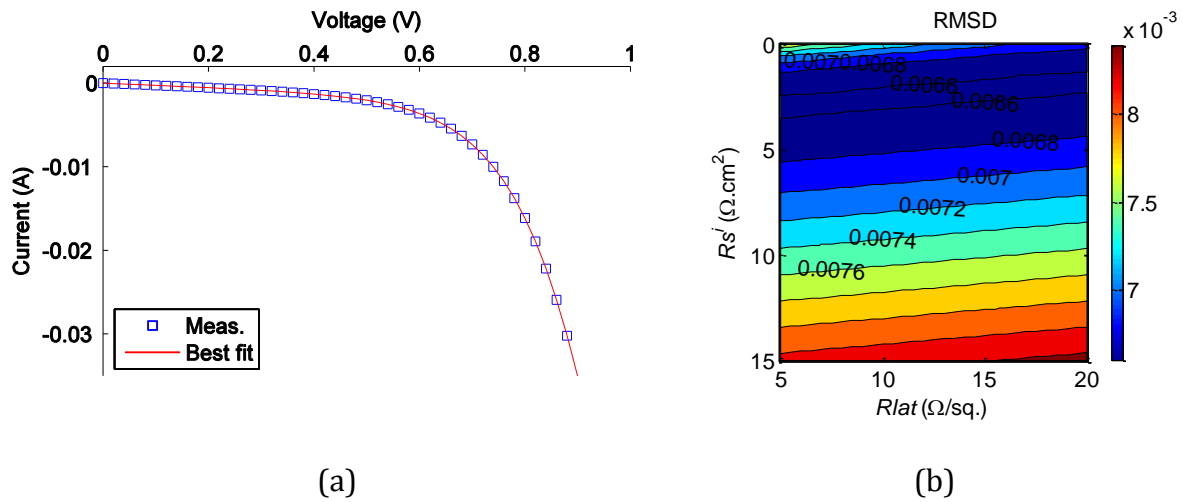 Voltage (V)
0 0.2 0.4 0.6 0.8 1
0
-0.01
-0.02
-0.03
Current (A)
Meas.
Best fit
(a)
RMSD
x 10⁻³
0
5
10
15
Rsʲ (Ω.cm²)
0.0070
0.0068
0.0066
0.0066
0.0068
0.007
0.0072
0.0074
0.0076
5 10 15 20
Rlat (Ω/sq.)
8
7.5
7
(b)